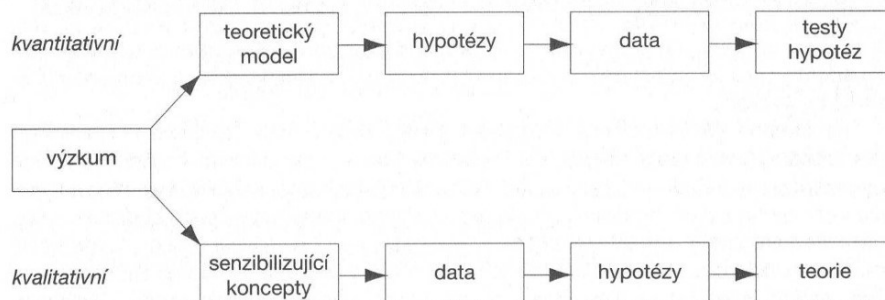 kvantitativní
teoretický
model
hypotézy
data
testy
hypotéz
výzkum
kvalitativní
senzibilizující
koncepty
data
hypotézy
teorie